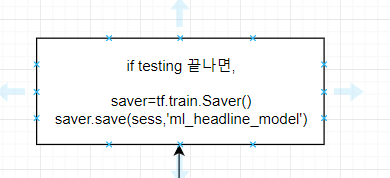 if testing 끝나면,
saver=tf.train.Saver()
saver.save(sess,'ml_headline_model')